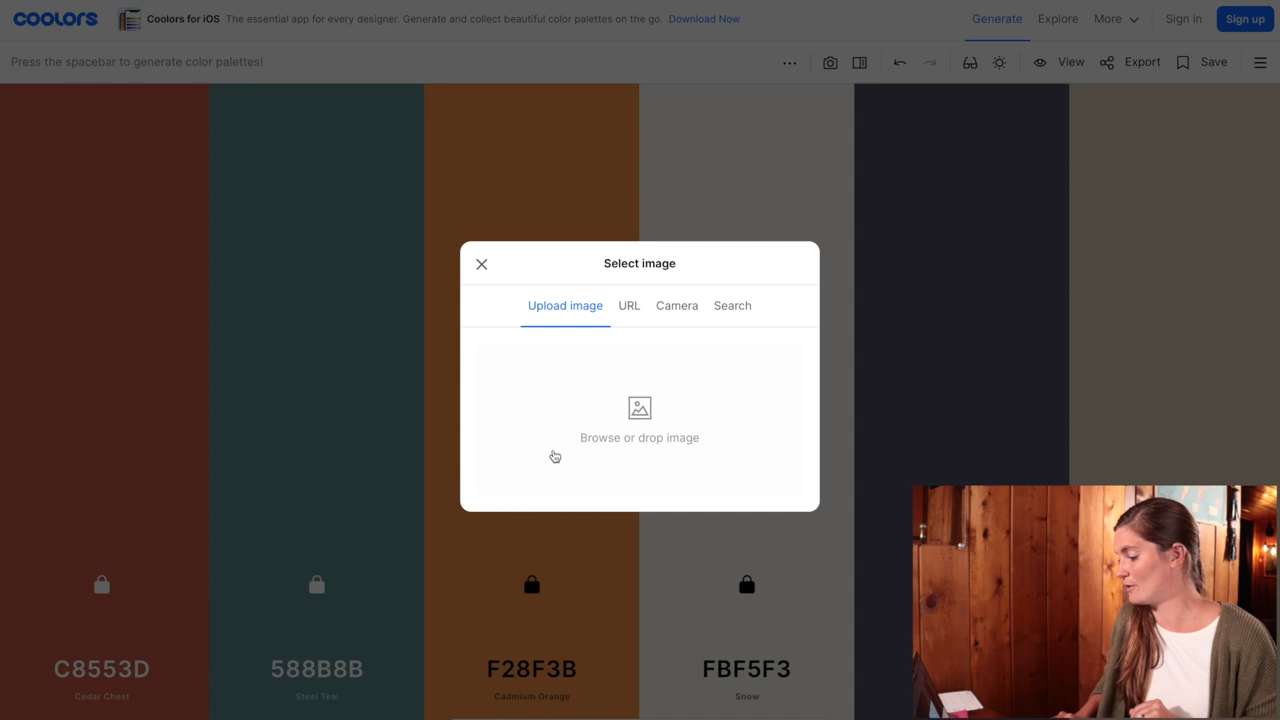 coolors
Coolors for iOS The essential app for every designer. Generate and collect beautiful color palettes on the go. Download Now
Generate Explore More Sign in Sign up
Press the spacebar to generate color palettes!
View Export Save
Select image
Upload image URL Camera Search
Browse or drop image
C8553D 588B8B F28F3B FBF5F3
Cedar Chest Steel Teal Cadmium Orange Snow